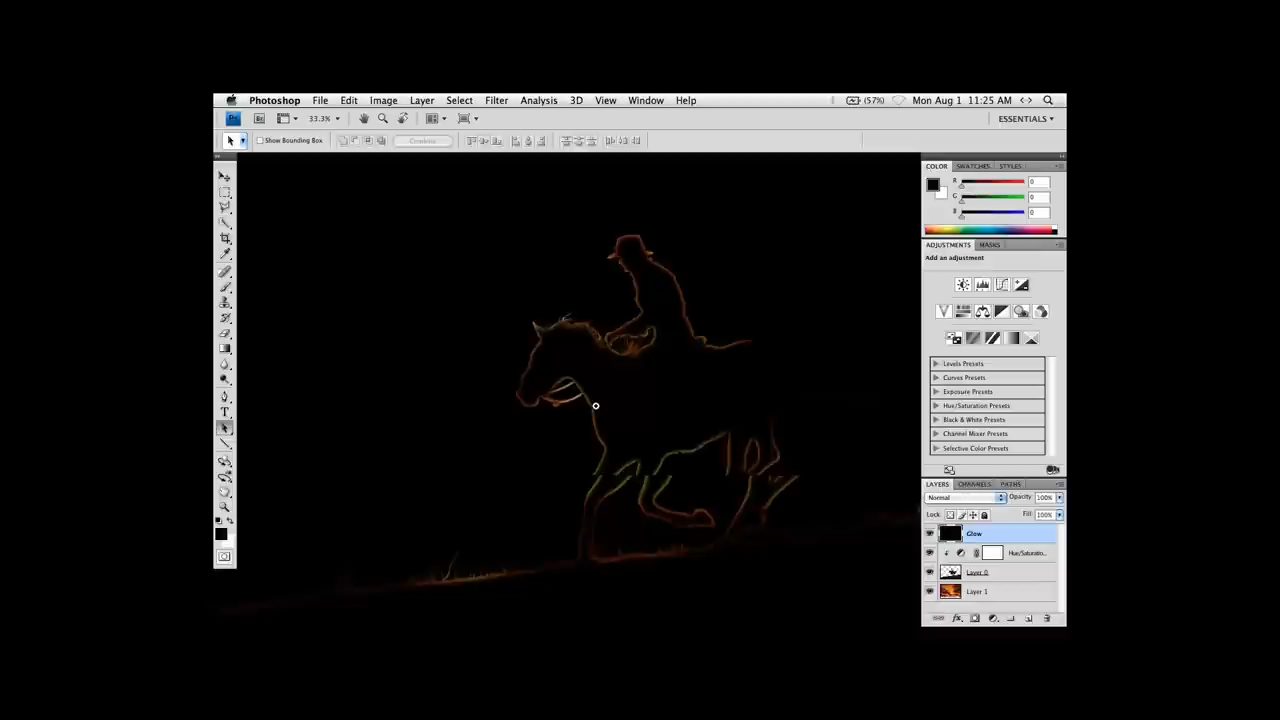 Photoshop File Edit Image Layer Select Filter Analysis 3D View Window Help (57%) Mon Aug 1 11:25 AM
Ps Br 33.3% ESSENTIALS
Show Bounding Box Combine
COLOR SWATCHES STYLES
R 0
G 0
B 0
ADJUSTMENTS MASKS
Add an adjustment
Levels Presets
Curves Presets
Exposure Presets
Hue/Saturation Presets
Black & White Presets
Channel Mixer Presets
Selective Color Presets
LAYERS CHANNELS PATHS
Normal Opacity 100%
Lock: Fill: 100%
Glow
Hue/Saturatio...
Layer 0
Layer 1